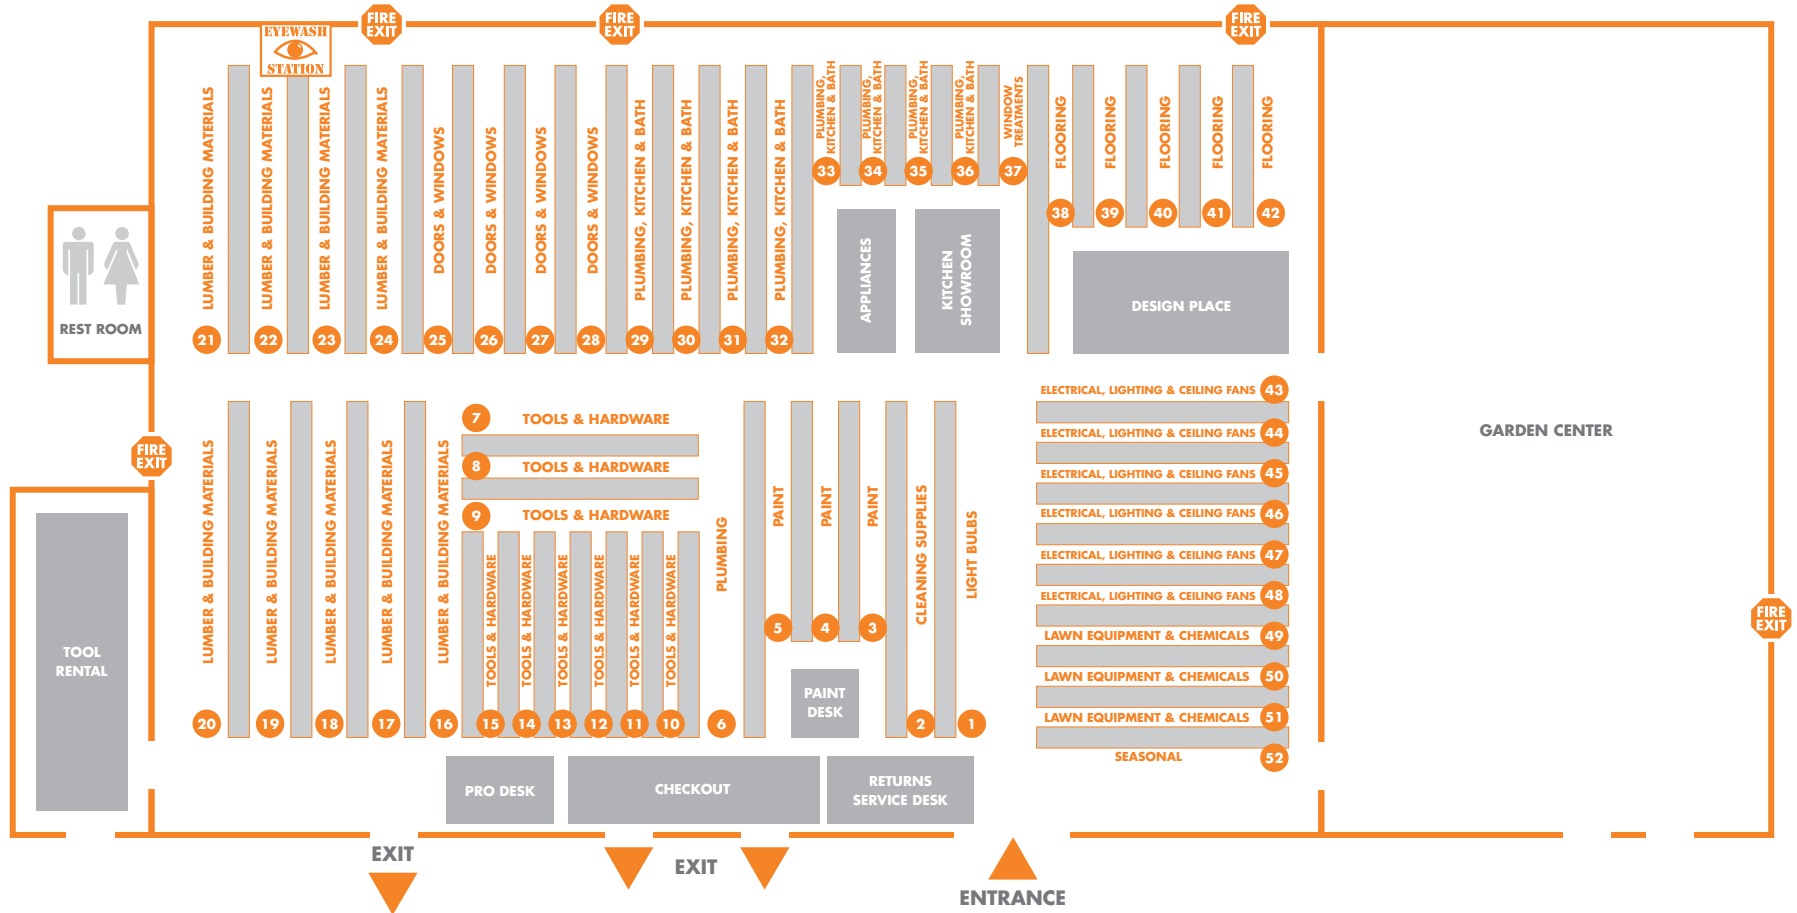 FIRE
EXIT
FIRE
EXIT
FIRE
EXIT
EYEWASH
STATION
LUMBER & BUILDING MATERIALS
LUMBER & BUILDING MATERIALS
LUMBER & BUILDING MATERIALS
LUMBER & BUILDING MATERIALS
DOORS & WINDOWS
DOORS & WINDOWS
DOORS & WINDOWS
DOORS & WINDOWS
PLUMBING, KITCHEN & BATH
PLUMBING, KITCHEN & BATH
PLUMBING, KITCHEN & BATH
PLUMBING, KITCHEN & BATH
PLUMBING,
KITCHEN & BATH
PLUMBING,
KITCHEN & BATH
PLUMBING,
KITCHEN & BATH
PLUMBING,
KITCHEN & BATH
WINDOW
TREATMENTS
FLOORING
FLOORING
FLOORING
FLOORING
FLOORING
33
34
35
36
37
38
39
40
41
42
REST ROOM
21
22
23
24
25
26
27
28
29
30
31
32
APPLIANCES
KITCHEN
SHOWROOM
DESIGN PLACE
FIRE
EXIT
7
TOOLS & HARDWARE
8
TOOLS & HARDWARE
9
TOOLS & HARDWARE
LUMBER & BUILDING MATERIALS
LUMBER & BUILDING MATERIALS
LUMBER & BUILDING MATERIALS
LUMBER & BUILDING MATERIALS
LUMBER & BUILDING MATERIALS
TOOLS & HARDWARE
TOOLS & HARDWARE
TOOLS & HARDWARE
TOOLS & HARDWARE
TOOLS & HARDWARE
TOOLS & HARDWARE
PLUMBING
PAINT
PAINT
PAINT
CLEANING SUPPLIES
LIGHT BULBS
5
4
3
20
19
18
17
16
15
14
13
12
11
10
6
2
1
PAINT
DESK
ELECTRICAL, LIGHTING & CEILING FANS 43
ELECTRICAL, LIGHTING & CEILING FANS 44
ELECTRICAL, LIGHTING & CEILING FANS 45
ELECTRICAL, LIGHTING & CEILING FANS 46
ELECTRICAL, LIGHTING & CEILING FANS 47
ELECTRICAL, LIGHTING & CEILING FANS 48
LAWN EQUIPMENT & CHEMICALS 49
LAWN EQUIPMENT & CHEMICALS 50
LAWN EQUIPMENT & CHEMICALS 51
SEASONAL 52
GARDEN CENTER
FIRE
EXIT
TOOL
RENTAL
PRO DESK
CHECKOUT
RETURNS
SERVICE DESK
EXIT
EXIT
ENTRANCE